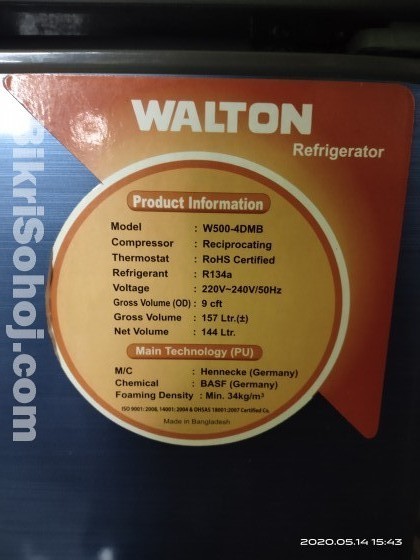 WALTON
Refrigerator
Product Information
Model : W500-4DMB
Compressor : Reciprocating
Thermostat : RoHS Certified
Refrigerant : R134a
Voltage : 220V~240V/50Hz
Gross Volume (OD) : 9 cft
Gross Volume : 157 Ltr.(±)
Net Volume : 144 Ltr.
Main Technology (PU)
M/C : Hennecke (Germany)
Chemical : BASF (Germany)
Foaming Density : Min. 34kg/m³
ISO 9001: 2008, 14001: 2004 & OHSAS 18001:2007 Certified Co.
Made in Bangladesh
BikriSohoj.com
2020.05.14 15:43